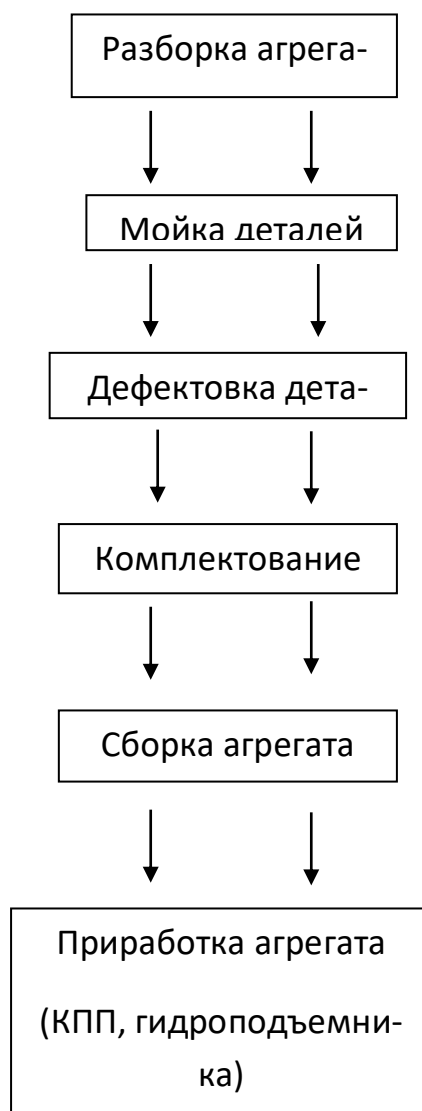 Разборка агрега-
Мойка деталей
Дефектовка дета-
Комплектование
Сборка агрегата
Приработка агрегата
(КПП, гидроподъемни-
ка)